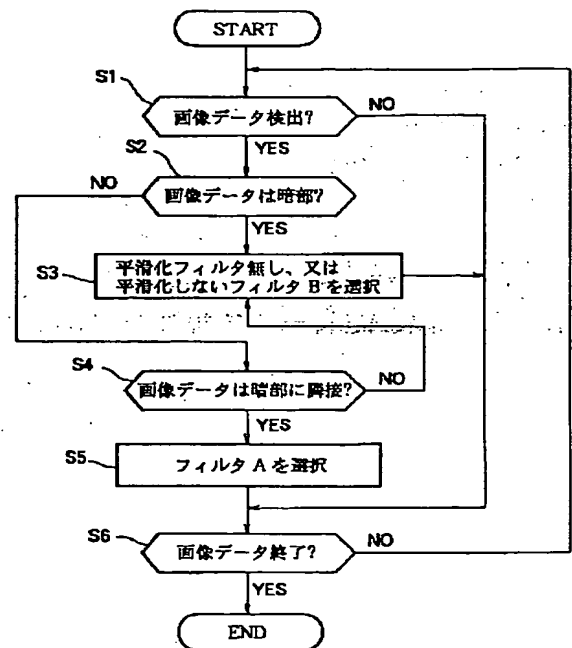 START
S1
画像データ検出?
NO
YES
S2
NO
画像データは暗部?
YES
S3
平滑化フィルタ無し、又は
平滑化しないフィルタ B を選択
S4
画像データは暗部に隣接?
NO
YES
S5
フィルタ A を選択
S6
画像データ終了?
NO
YES
END